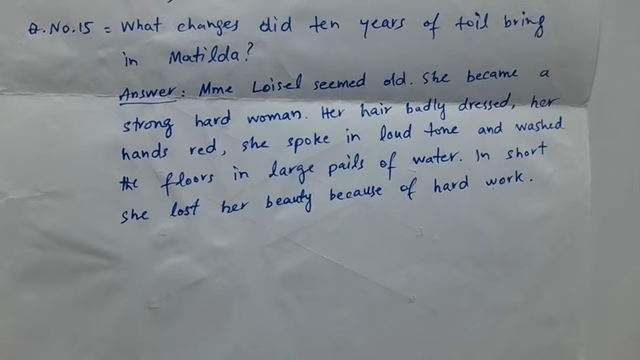 Q.No.15 = What changes did ten years of toil bring
in Matilda?
Answer: Mme Loisel seemed old. She became a
strong hard woman. Her hair badly dressed, her
hands red, she spoke in loud tone and washed
the floors in large pails of water. In short
she lost her beauty because of hard work.